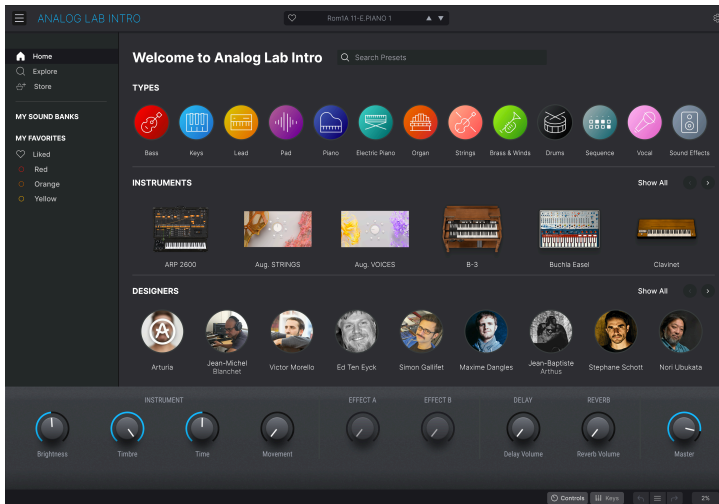 ANALOG LAB INTRO
Rom1A 11-E.PIANO 1
Home
Explore
Store
MY SOUND BANKS
MY FAVORITES
Liked
Red
Orange
Yellow
Welcome to Analog Lab Intro
Search Presets
TYPES
Bass
Keys
Lead
Pad
Piano
Electric Piano
Organ
Strings
Brass & Winds
Drums
Sequence
Vocal
Sound Effects
INSTRUMENTS
Show All
ARP 2600
Aug. STRINGS
Aug. VOICES
B-3
Buchla Easel
Clavinet
DESIGNERS
Show All
Arturia
Jean-Michel
Blanchet
Victor Morello
Ed Ten Eyck
Simon Gallifet
Maxime Dangles
Jean-Baptiste
Arthus
Stephane Schott
Nori Ubukata
INSTRUMENT
EFFECT A
EFFECT B
DELAY
REVERB
Brightness
Timbre
Time
Movement
Delay Volume
Reverb Volume
Master
Controls
Keys
2%